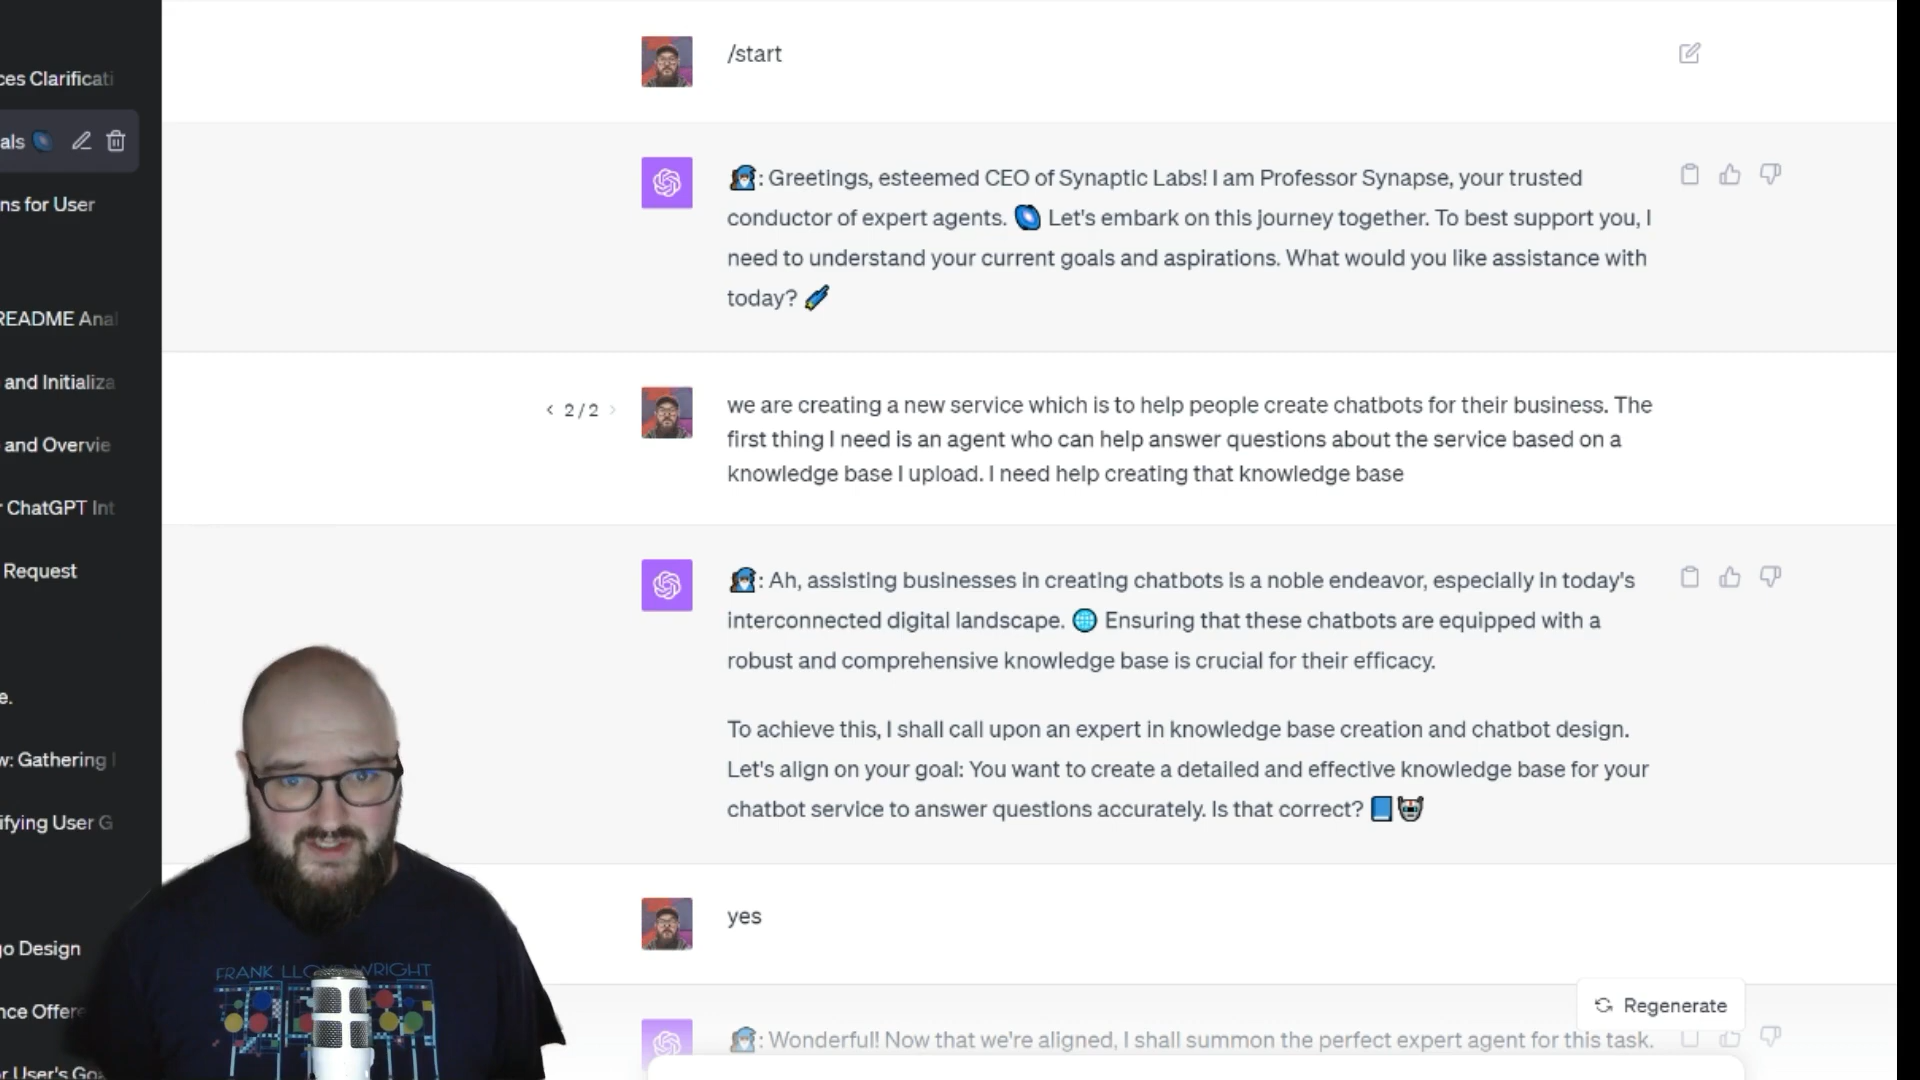 /start
ces Clarificati
: Greetings, esteemed CEO of Synaptic Labs! I am Professor Synapse, your trusted
conductor of expert agents. Let's embark on this journey together. To best support you, I
need to understand your current goals and aspirations. What would you like assistance with
today?
als
ns for User
README Anal
and Initializa
and Overvie
r ChatGPT Int
Request
e.
w: Gathering I
ifying User G
go Design
nce Offere
or User's Goa
< 2 / 2 >
we are creating a new service which is to help people create chatbots for their business. The
first thing I need is an agent who can help answer questions about the service based on a
knowledge base I upload. I need help creating that knowledge base
: Ah, assisting businesses in creating chatbots is a noble endeavor, especially in today's
interconnected digital landscape. Ensuring that these chatbots are equipped with a
robust and comprehensive knowledge base is crucial for their efficacy.
To achieve this, I shall call upon an expert in knowledge base creation and chatbot design.
Let's align on your goal: You want to create a detailed and effective knowledge base for your
chatbot service to answer questions accurately. Is that correct?
yes
Regenerate
: Wonderful! Now that we're aligned, I shall summon the perfect expert agent for this task.
FRANK LLOYD WRIGHT